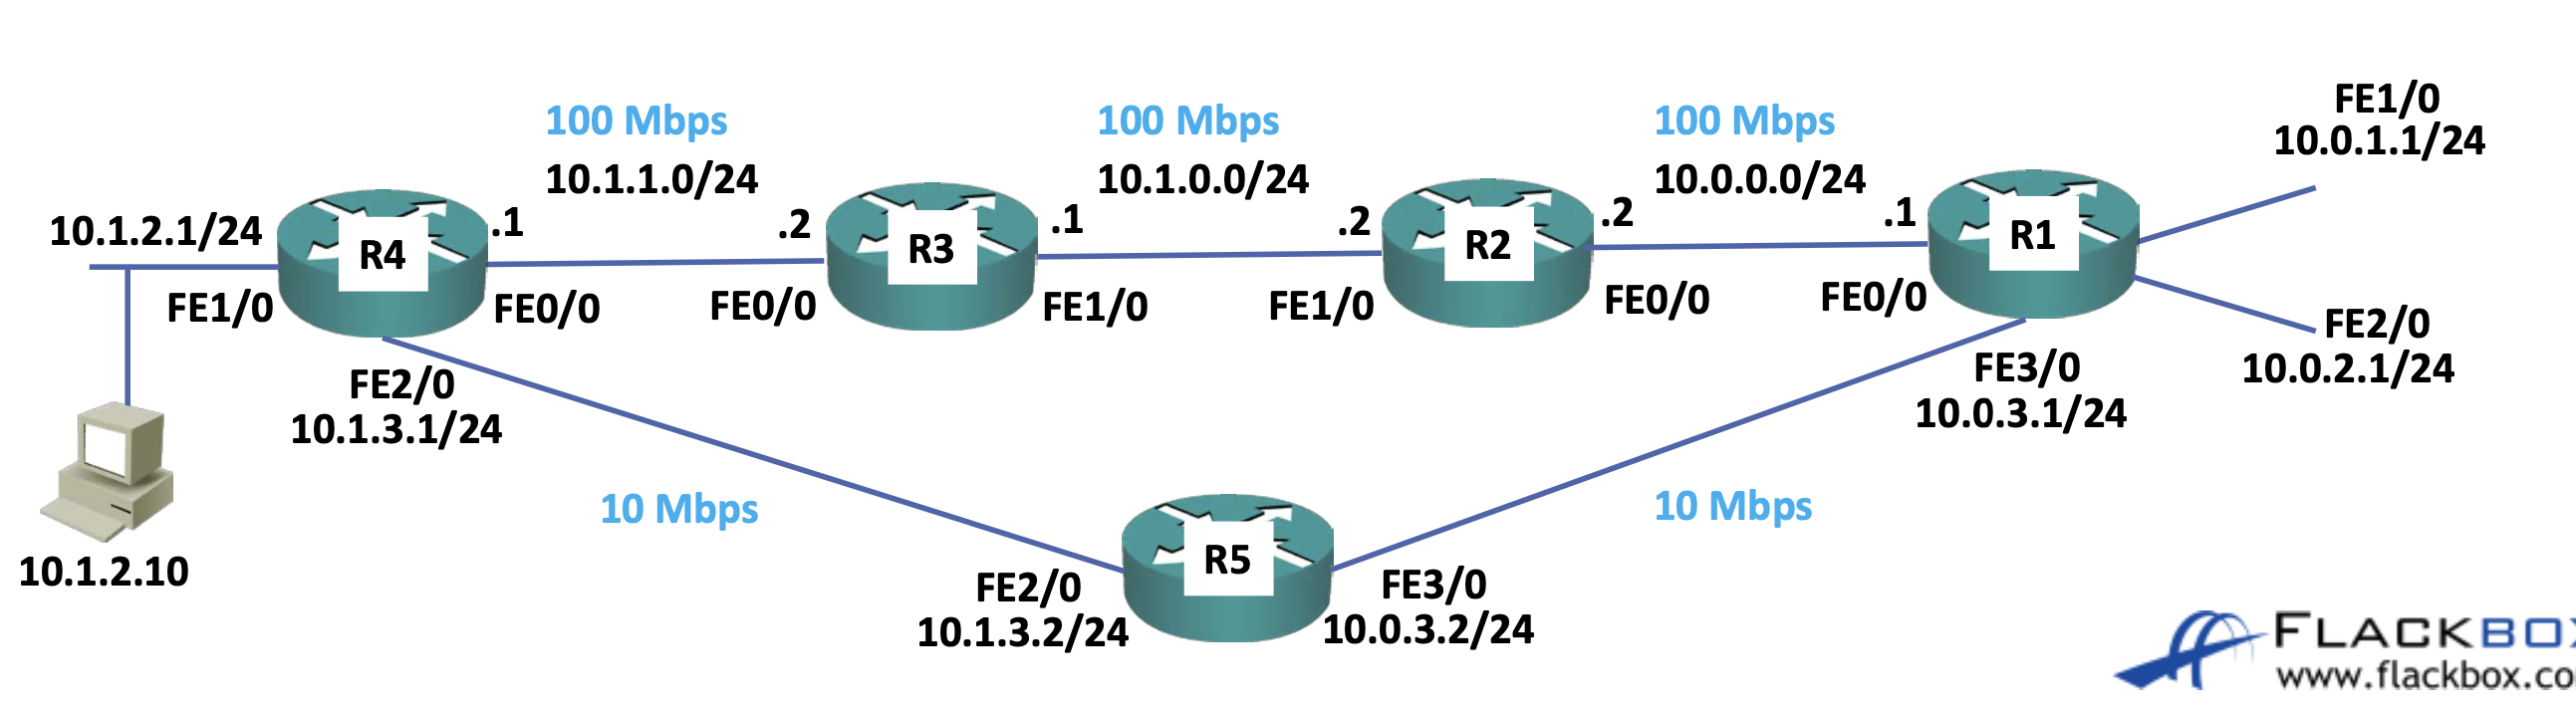 100 Mbps
10.1.1.0/24
100 Mbps
10.1.0.0/24
100 Mbps
10.0.0.0/24
FE1/0
10.0.1.1/24
10.1.2.1/24
R4
.1
.2
R3
.1
.2
R2
.2
.1
R1
FE1/0
FE0/0
FE0/0
FE1/0
FE1/0
FE0/0
FE0/0
FE2/0
10.0.2.1/24
FE2/0
10.1.3.1/24
FE3/0
10.0.3.1/24
10 Mbps
10 Mbps
10.1.2.10
R5
FE2/0
10.1.3.2/24
FE3/0
10.0.3.2/24
FLACKBO
www.flackbox.co